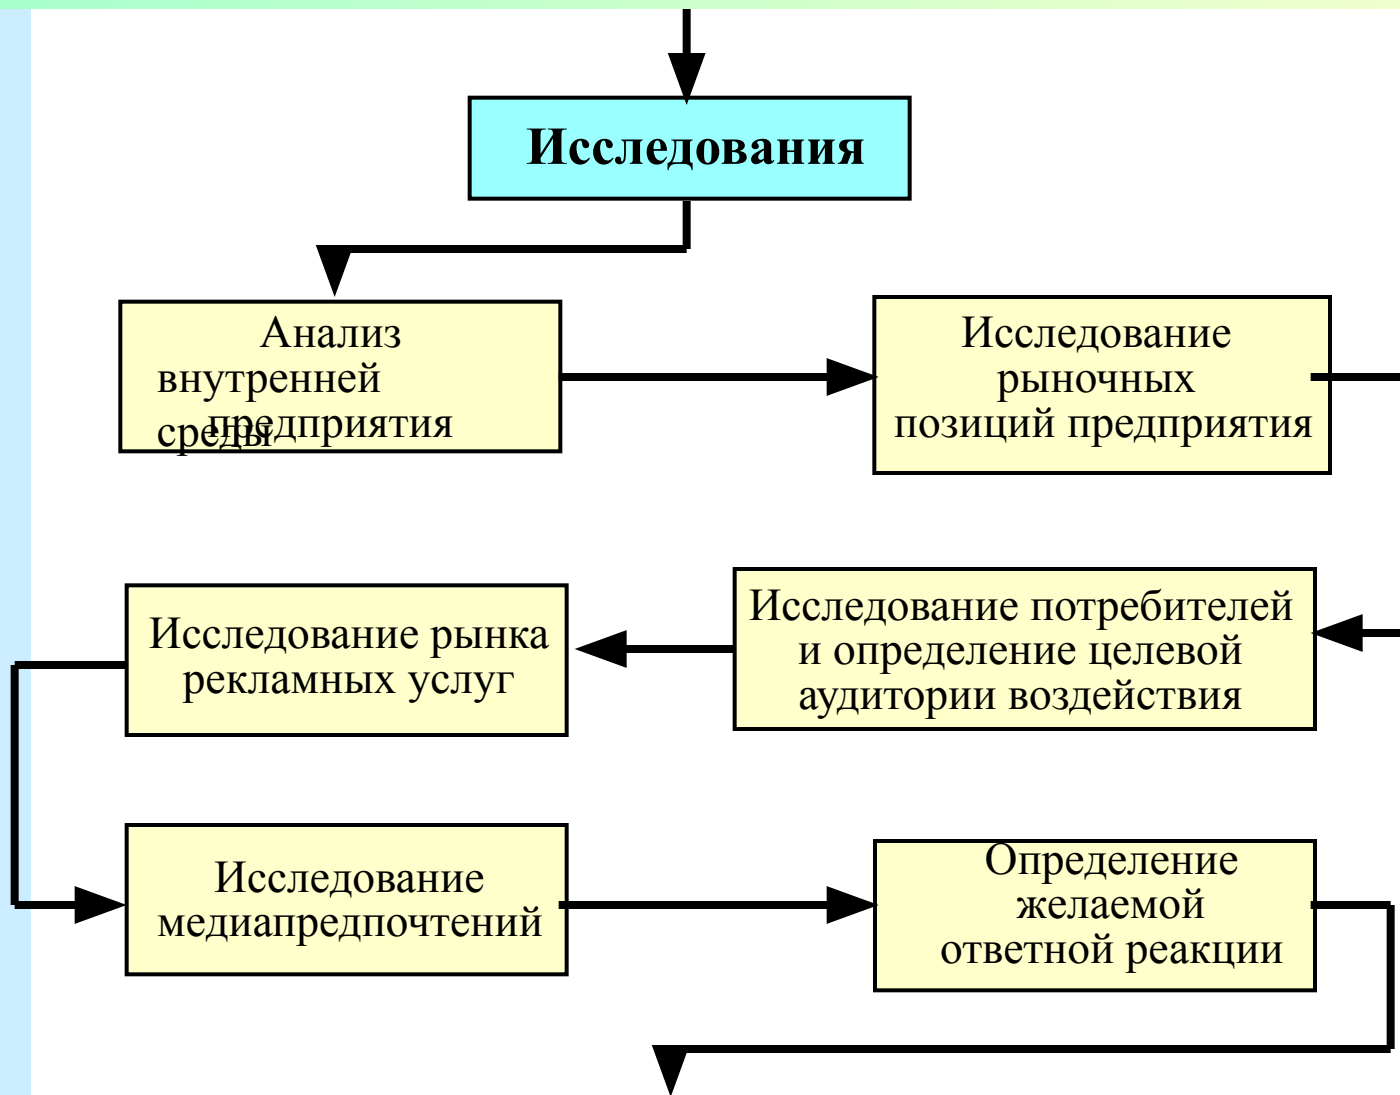 Исследования
Анализ
внутренней
среды
предприятия
Исследование
рыночных
позиций предприятия
Исследование рынка
рекламных услуг
Исследование потребителей
и определение целевой
аудитории воздействия
Исследование
медиапредпочтений
Определение
желаемой
ответной реакции